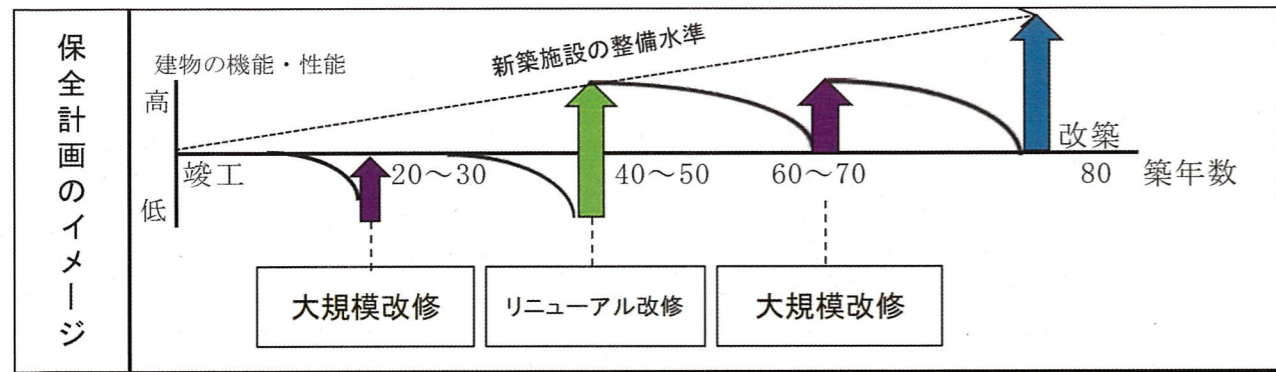 保全計画のイメージ
建物の機能・性能
高
低
新築施設の整備水準
竣工
20～30
40～50
60～70
80
改築
築年数
大規模改修
リニューアル改修
大規模改修